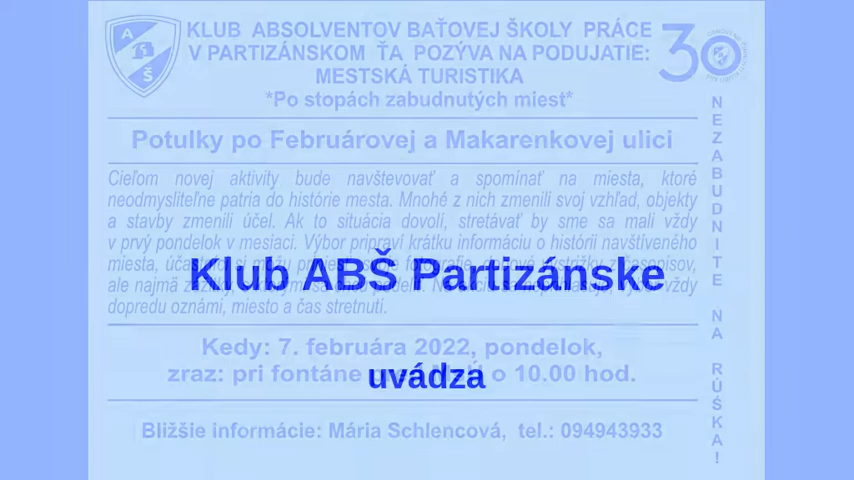 KLUB ABSOLVENTOV BAŤOVEJ ŠKOLY PRÁCE
V PARTIZÁNSKOM ŤA POZÝVA NA PODUJATIE:
MESTSKÁ TURISTIKA
*Po stopách zabudnutých miest*
30
Potulky po Februárovej a Makarenkovej ulici
Cieľom novej aktivity bude navštevovať a spomínať na miesta, ktoré
neodmysliteľne patria do histórie mesta. Mnohé z nich zmenili svoj vzhľad, objekty
a stavby zmenili účel. Ak to situácia dovolí, stretávať by sme sa mali vždy
v prvý pondelok v mesiaci. Výbor pripraví krátku informáciu o histórii navštíveného
miesta,
ale najmä vždy
dopredu oznámi, miesto a čas stretnutí.
Klub ABŠ Partizánske
Kedy: 7. februára 2022, pondelok,
zraz: pri fontáne o 10.00 hod.
uvádza
Bližšie informácie: Mária Schlencová, tel.: 094943933
NEZABUDNITE NA RÚŠKA!